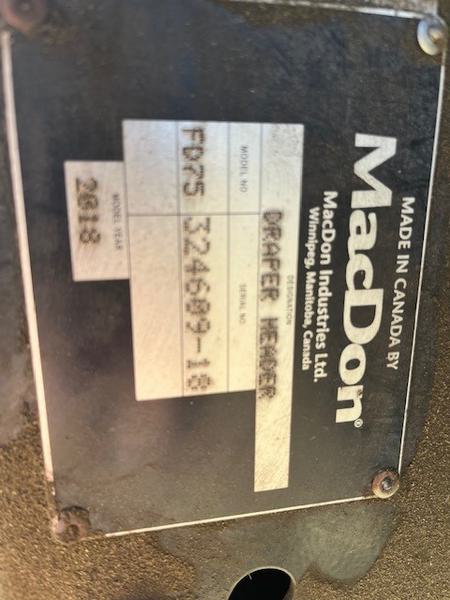 MADE IN CANADA BY
MacDon®
MacDon Industries Ltd.
Winnipeg, Manitoba, Canada
DESIGNATION
DRAPER HEADER
MODEL NO
SERIAL NO.
FD75
324609-18
MODEL YEAR
2018